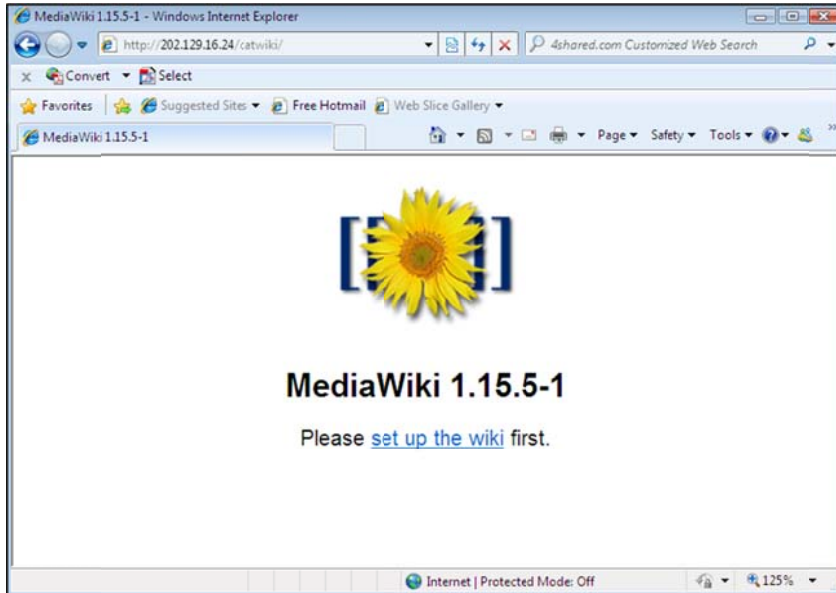 MediaWiki 1.15.5-1 - Windows Internet Explorer
http://202.129.16.24/catwiki/
4shared.com Customized Web Search
x Convert Select
Favorites Suggested Sites Free Hotmail Web Slice Gallery
MediaWiki 1.15.5-1
Page Safety Tools
[[ ]]
MediaWiki 1.15.5-1
Please set up the wiki first.
Internet | Protected Mode: Off
125%